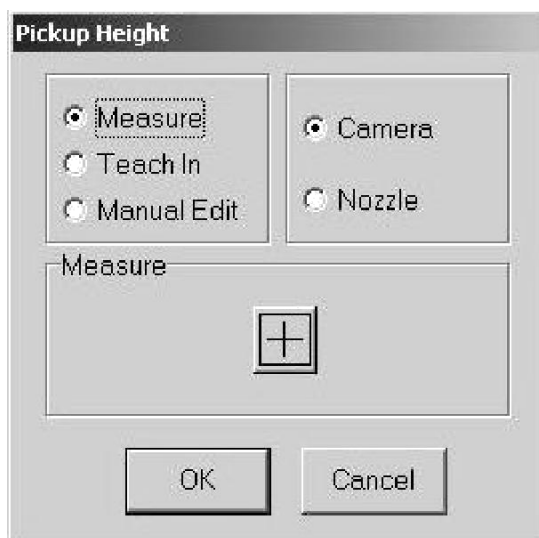 Pickup Height
Measure
Teach In
Manual Edit
Camera
Nozzle
Measure
OK
Cancel